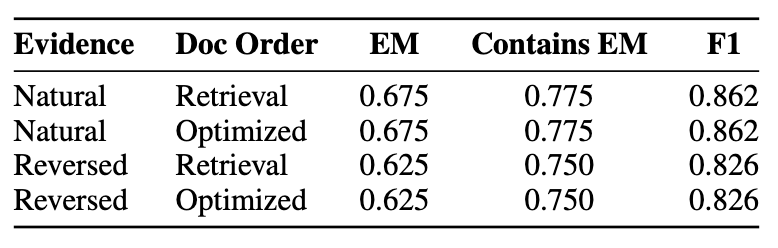 Evidence Doc Order EM Contains EM F1
Natural Retrieval 0.675 0.775 0.862
Natural Optimized 0.675 0.775 0.862
Reversed Retrieval 0.625 0.750 0.826
Reversed Optimized 0.625 0.750 0.826